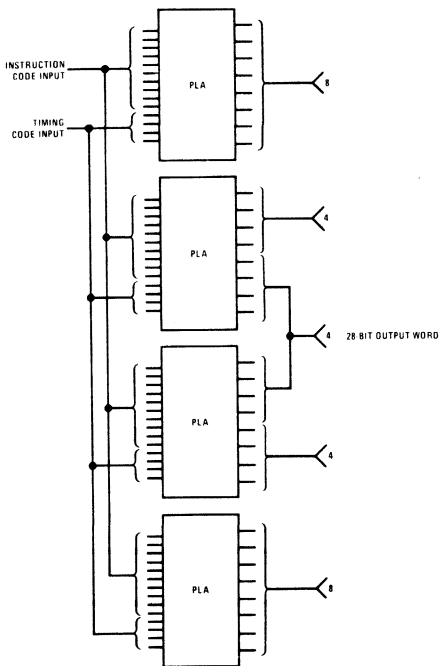 INSTRUCTION
CODE INPUT
PLA
8
TIMING
CODE INPUT
PLA
4
4 28-BIT OUTPUT WORD
PLA
4
PLA
8